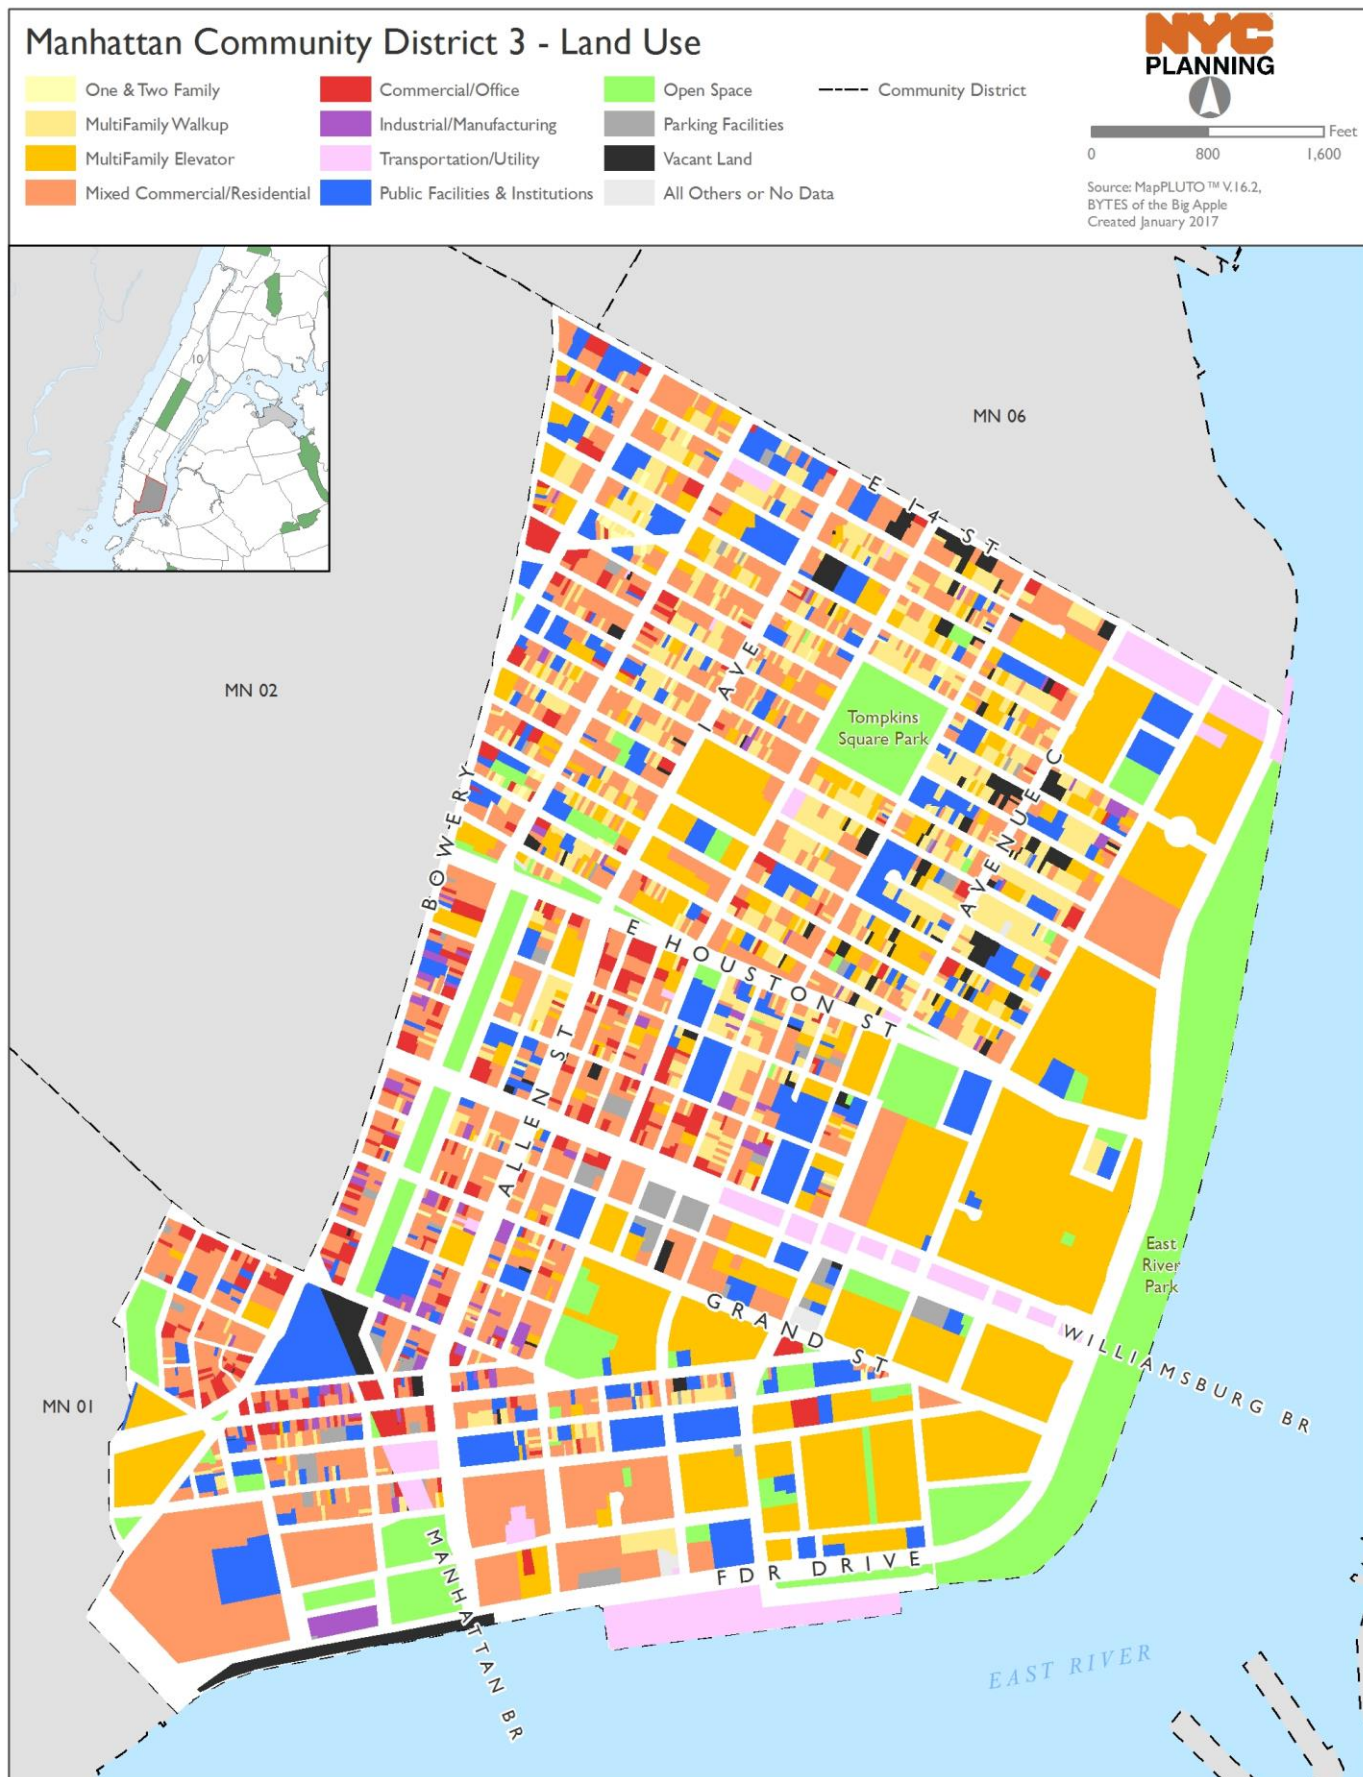 Manhattan Community District 3 - Land Use
NYC
PLANNING
One & Two Family
MultiFamily Walkup
MultiFamily Elevator
Mixed Commercial/Residential
Commercial/Office
Industrial/Manufacturing
Transportation/Utility
Public Facilities & Institutions
Open Space
Parking Facilities
Vacant Land
All Others or No Data
Community District
Feet
0 800 1,600
Source: MapPLUTO™ V.16.2,
BYTES of the Big Apple
Created January 2017
10
MN 06
E 14 ST
MN 02
1 AVE
Tompkins
Square Park
AVENUE C
BOWERY
E HOUSTON ST
ALLEN ST
East
River
Park
GRAND ST
WILLIAMSBURG BR
MN 01
MANHATTAN BR
FDR DRIVE
EAST RIVER